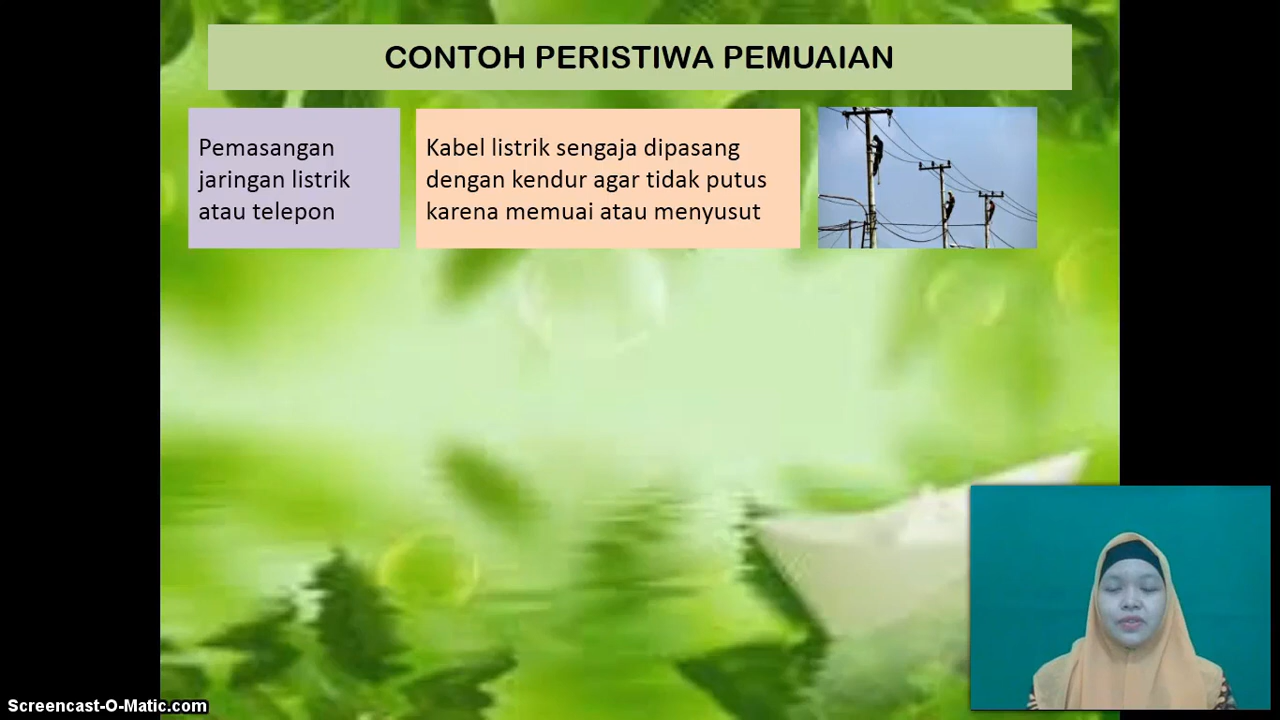 CONTOH PERISTIWA PEMUAIAN
Pemasangan
jaringan listrik
atau telepon
Kabel listrik sengaja dipasang
dengan kendur agar tidak putus
karena memuai atau menyusut
Screencast-O-Matic.com